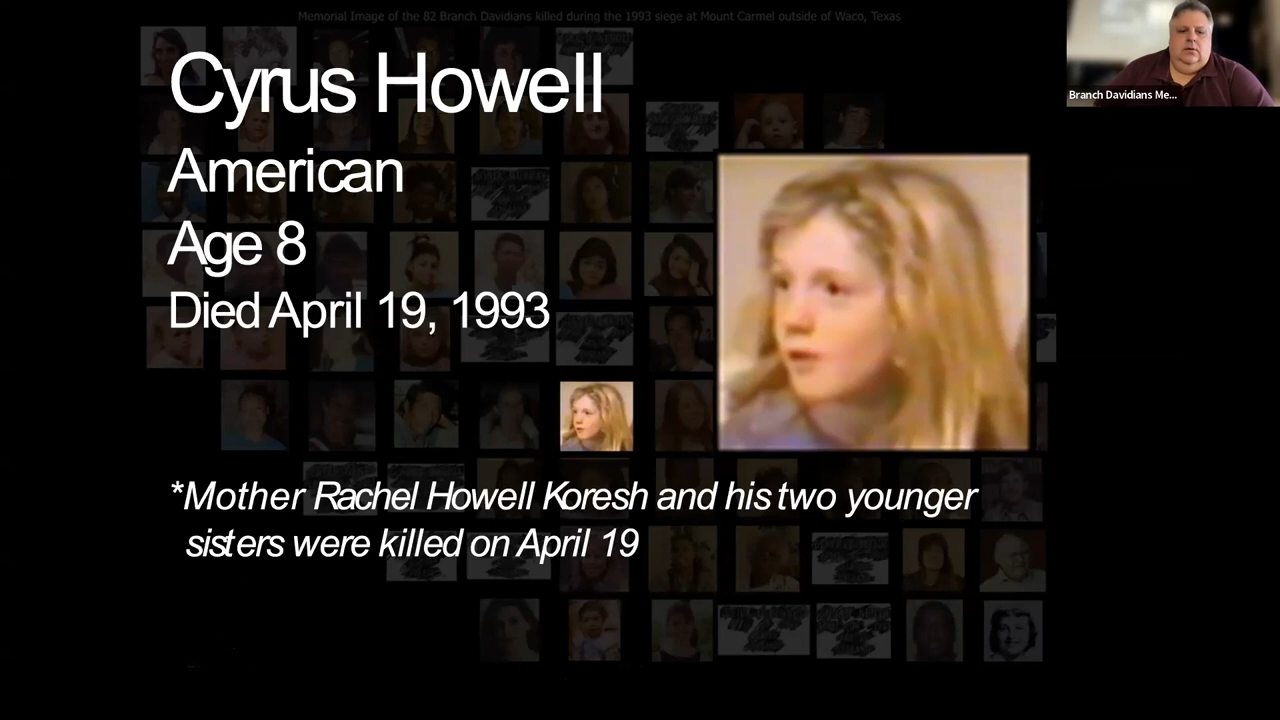 Memorial Image of the 82 Branch Davidians killed during the 1993 siege at Mount Carmel outside of Waco, Texas
Cyrus Howell
American
Age 8
Died April 19, 1993
*Mother Rachel Howell Koresh and his two younger
sisters were killed on April 19
Branch Davidians Me...